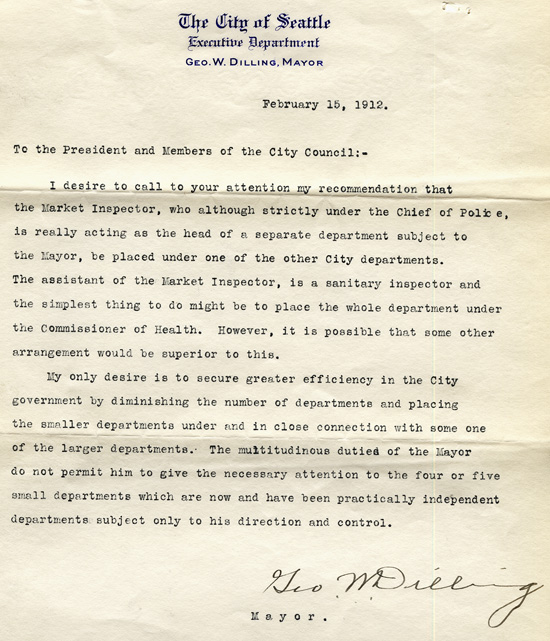 The City of Seattle
Executive Department
GEO. W. DILLING, MAYOR
February 15, 1912.
To the President and Members of the City Council:-
I desire to call to your attention my recommendation that
the Market Inspector, who although strictly under the Chief of Police,
is really acting as the head of a separate department subject to
the Mayor, be placed under one of the other City departments.
The assistant of the Market Inspector, is a sanitary inspector and
the simplest thing to do might be to place the whole department under
the Commissioner of Health. However, it is possible that some other
arrangement would be superior to this.
My only desire is to secure greater efficiency in the City
government by diminishing the number of departments and placing
the smaller departments under and in close connection with some one
of the larger departments. The multitudinous duties of the Mayor
do not permit him to give the necessary attention to the four or five
small departments which are now and have been practically independent
departments subject only to his direction and control.
Geo. W. Dilling
Mayor.